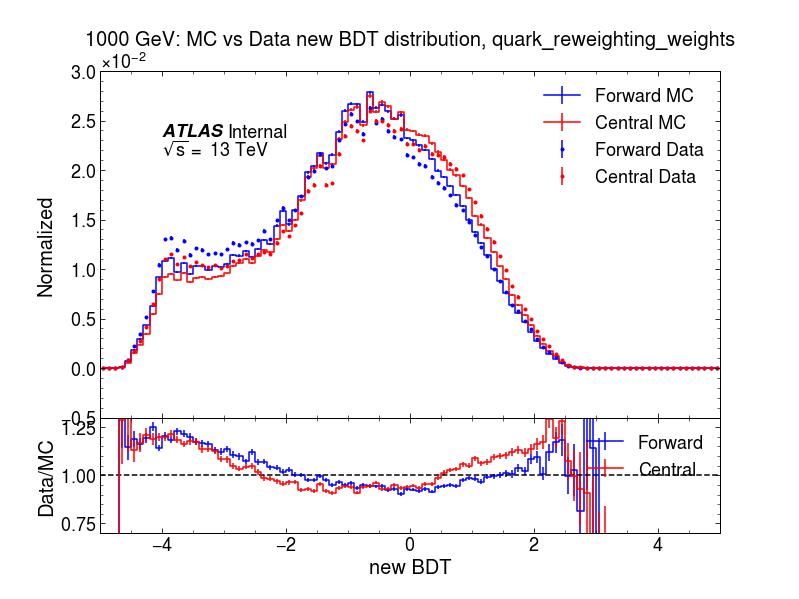 1000 GeV: MC vs Data new BDT distribution, quark_reweighting_weights
×10⁻²
3.0
2.5
2.0
1.5
1.0
0.5
0.0
0.5
Normalized
ATLAS Internal
√s = 13 TeV
Forward MC
Central MC
Forward Data
Central Data
1.25
1.00
0.75
Data/MC
Forward
Central
−4 −2 0 2 4
new BDT